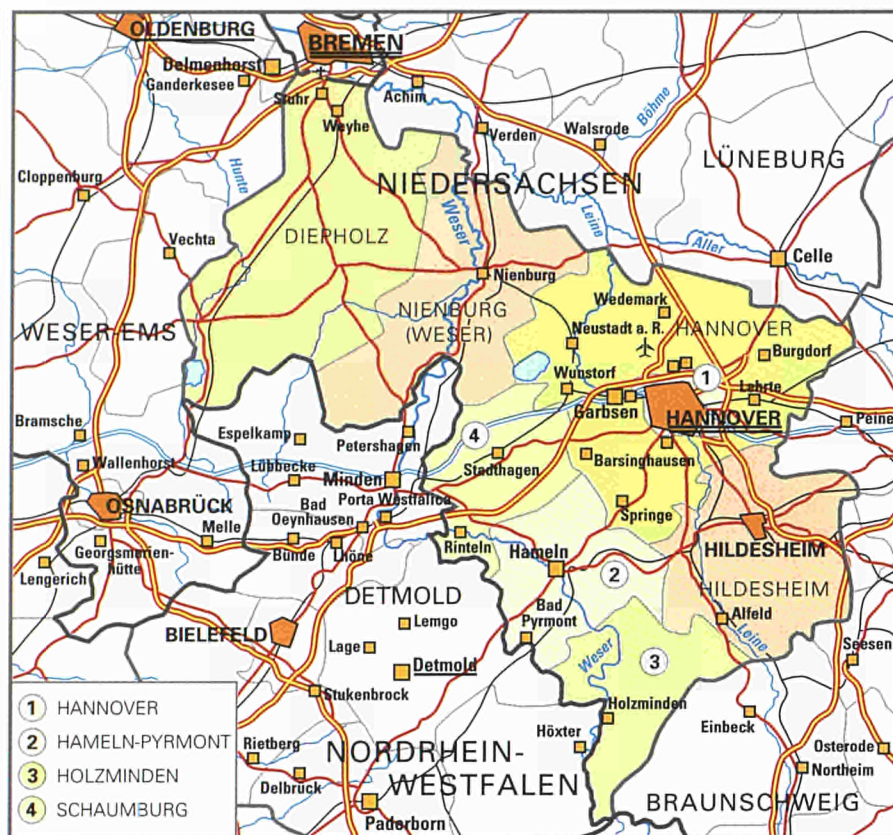 OLDENBURG
BREMEN
Delmenhorst
Ganderkesee
Stuhr
Weyhe
Achim
Verden
Walsrode
Böhme
LÜNEBURG
Cloppenburg
Hunte
NIEDERSACHSEN
Weser
Leine
Aller
DIEPHOLZ
Vechta
Celle
Nienburg
NIENBURG
(WESER)
Wedemark
Neustadt a. R.
HANNOVER
WESER-EMS
Burgdorf
Wunstorf
1
Lehrte
Garbsen
HANNOVER
Peine
Bramsche
Espelkamp
Petershagen
4
Wallenhorst
Lübbecke
Minden
Stadthagen
Barsinghausen
OSNABRÜCK
Bad
Oeynhausen
Porta Westfalica
Springe
Melle
Georgsmarien-
hütte
Bünde
Löhne
Rinteln
Hameln
HILDESHEIM
Lengerich
2
HILDESHEIM
DETMOLD
Lemgo
Bad
Pyrmont
Alfeld
Leine
BIELEFELD
Lage
Weser
3
Seesen
Detmold
Stukenbrock
Holzminden
Einbeck
Höxter
Osterode
Northeim
Rietberg
NORDRHEIN-
WESTFALEN
Delbrück
BRAUNSCHWEIG
Paderborn
1 HANNOVER
2 HAMELN-PYRMONT
3 HOLZMINDEN
4 SCHAUMBURG